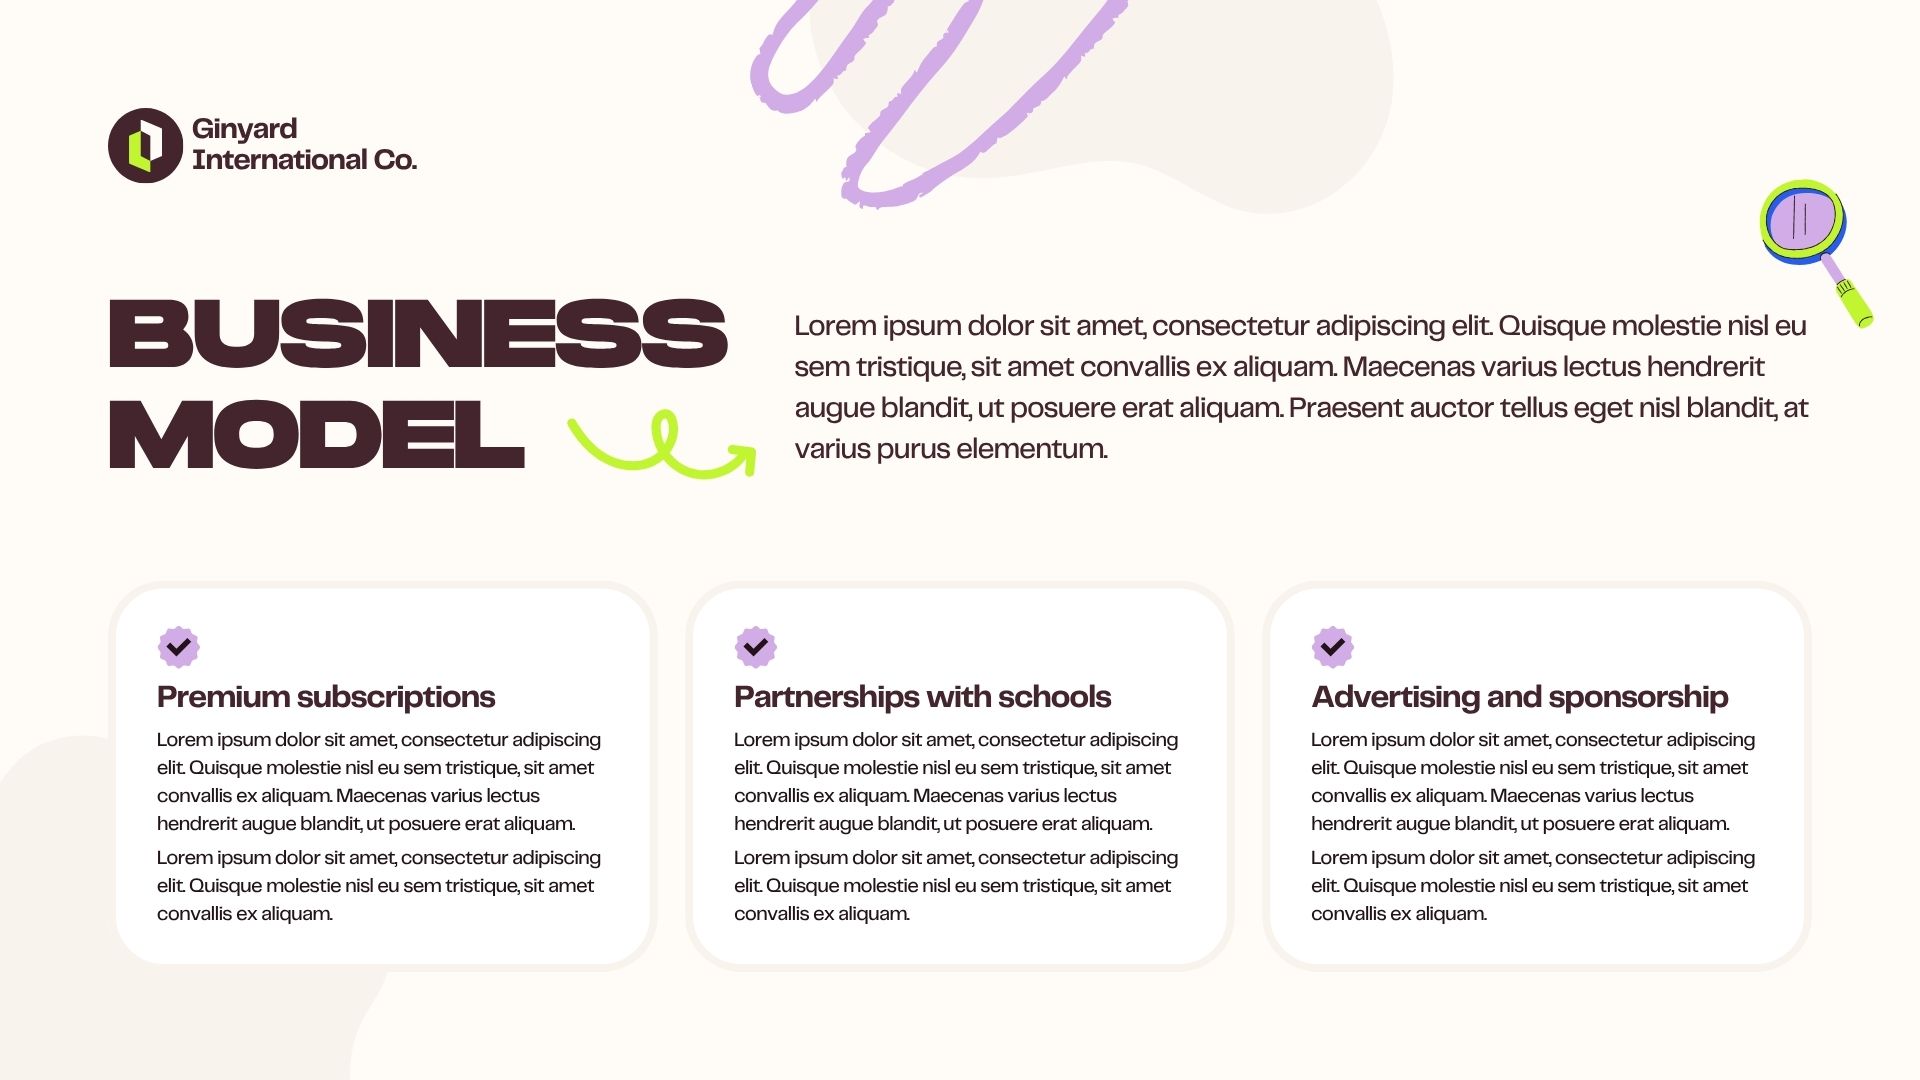 Ginyard
International Co.
BUSINESS
MODEL
Lorem ipsum dolor sit amet, consectetur adipiscing elit. Quisque molestie nisl eu
sem tristique, sit amet convallis ex aliquam. Maecenas varius lectus hendrerit
augue blandit, ut posuere erat aliquam. Praesent auctor tellus eget nisl blandit, at
varius purus elementum.
Premium subscriptions
Lorem ipsum dolor sit amet, consectetur adipiscing
elit. Quisque molestie nisl eu sem tristique, sit amet
convallis ex aliquam. Maecenas varius lectus
hendrerit augue blandit, ut posuere erat aliquam.
Lorem ipsum dolor sit amet, consectetur adipiscing
elit. Quisque molestie nisl eu sem tristique, sit amet
convallis ex aliquam.
Partnerships with schools
Lorem ipsum dolor sit amet, consectetur adipiscing
elit. Quisque molestie nisl eu sem tristique, sit amet
convallis ex aliquam. Maecenas varius lectus
hendrerit augue blandit, ut posuere erat aliquam.
Lorem ipsum dolor sit amet, consectetur adipiscing
elit. Quisque molestie nisl eu sem tristique, sit amet
convallis ex aliquam.
Advertising and sponsorship
Lorem ipsum dolor sit amet, consectetur adipiscing
elit. Quisque molestie nisl eu sem tristique, sit amet
convallis ex aliquam. Maecenas varius lectus
hendrerit augue blandit, ut posuere erat aliquam.
Lorem ipsum dolor sit amet, consectetur adipiscing
elit. Quisque molestie nisl eu sem tristique, sit amet
convallis ex aliquam.